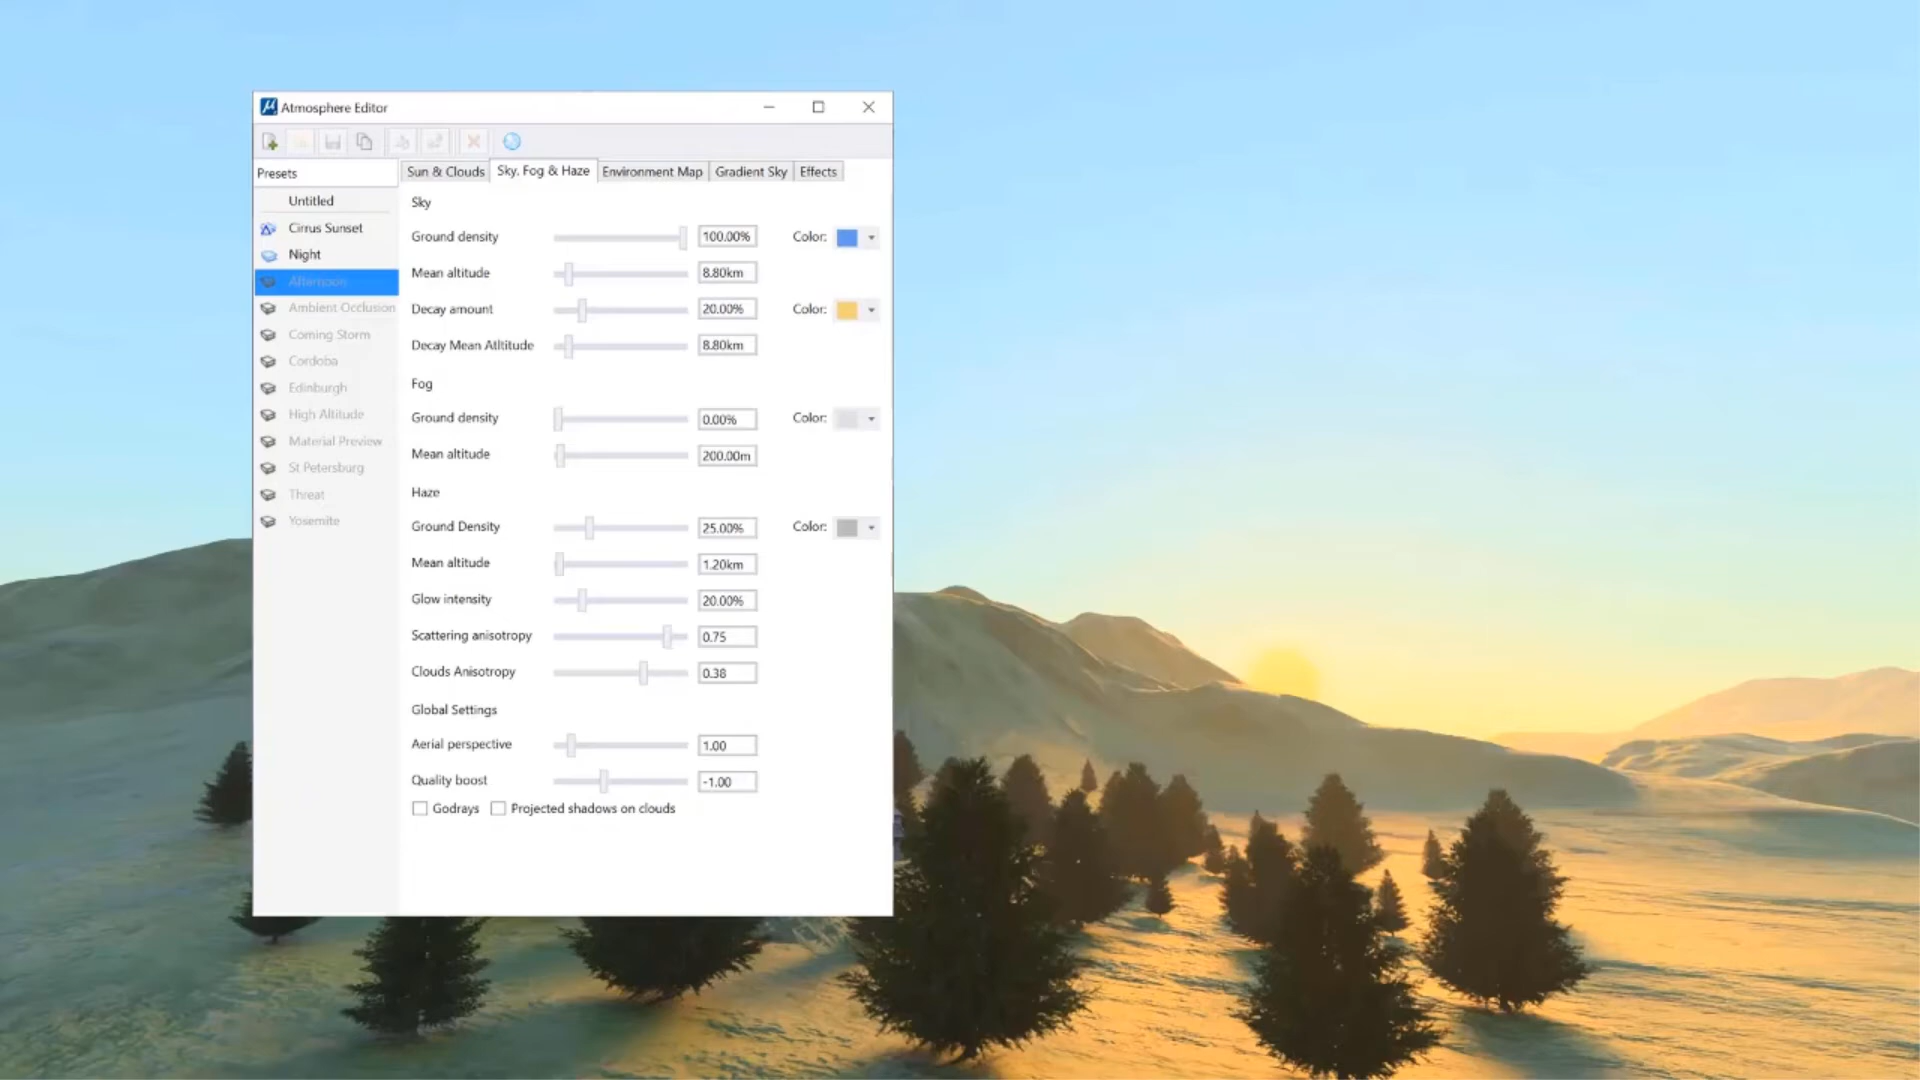 Atmosphere Editor
Presets
Sun & Clouds Sky, Fog & Haze Environment Map Gradient Sky Effects
Untitled
Cirrus Sunset
Night
Afternoon
Ambient Occlusion
Coming Storm
Cordoba
Edinburgh
High Altitude
Material Preview
St Petersburg
Threat
Yosemite
Sky
Ground density 100.00% Color:
Mean altitude 8.80km
Decay amount 20.00% Color:
Decay Mean Atltitude 8.80km
Fog
Ground density 0.00% Color:
Mean altitude 200.00m
Haze
Ground Density 25.00% Color:
Mean altitude 1.20km
Glow intensity 20.00%
Scattering anisotropy 0.75
Clouds Anisotropy 0.38
Global Settings
Aerial perspective 1.00
Quality boost -1.00
Godrays Projected shadows on clouds